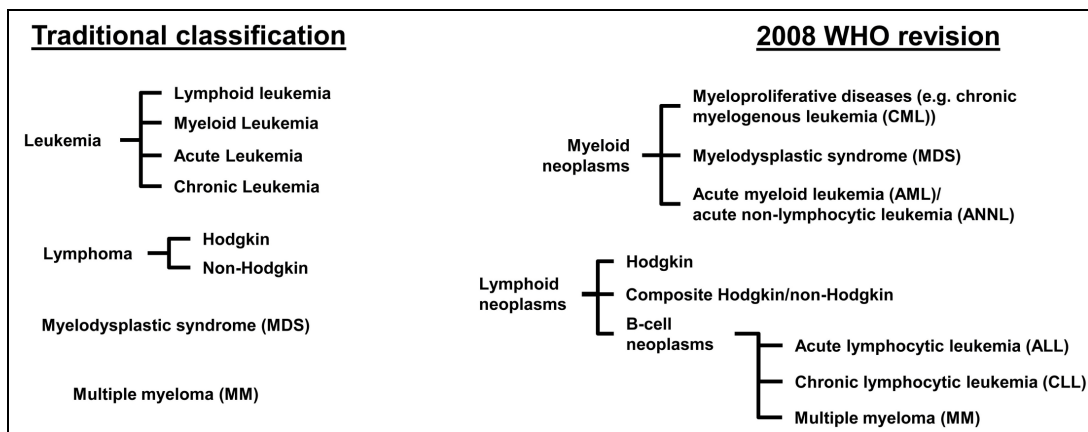 Traditional classification
Leukemia
Lymphoid leukemia
Myeloid Leukemia
Acute Leukemia
Chronic Leukemia
Lymphoma
Hodgkin
Non-Hodgkin
Myelodysplastic syndrome (MDS)
Multiple myeloma (MM)
2008 WHO revision
Myeloid
neoplasms
Myeloproliferative diseases (e.g. chronic
myelogenous leukemia (CML))
Myelodysplastic syndrome (MDS)
Acute myeloid leukemia (AML)/
acute non-lymphocytic leukemia (ANNL)
Lymphoid
neoplasms
Hodgkin
Composite Hodgkin/non-Hodgkin
B-cell
neoplasms
Acute lymphocytic leukemia (ALL)
Chronic lymphocytic leukemia (CLL)
Multiple myeloma (MM)